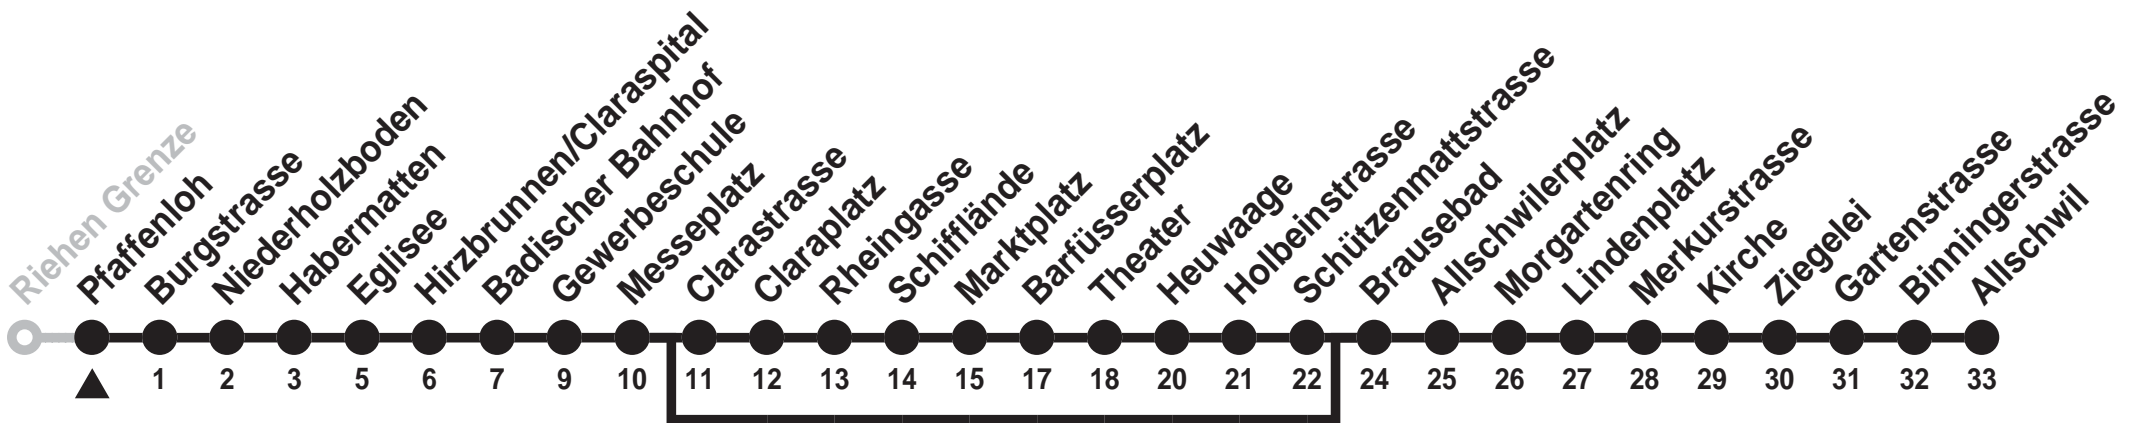 Riehen Grenze
Pfaffenloh
Burgstrasse
Niederholzboden
Habermatten
Eglisee
Hirzbrunnen/Claraspital
Badischer Bahnhof
Gewerbeschule
Messeplatz
Clarastrasse
Claraplatz
Rheingasse
Schifflände
Marktplatz
Barfüsserplatz
Theater
Heuwaage
Holbeinstrasse
Schützenmattstrasse
Brausebad
Allschwilerplatz
Morgartenring
Lindenplatz
Merkurstrasse
Kirche
Ziegelei
Gartenstrasse
Binningerstrasse
Allschwil
1 2 3 5 6 7 9 10 11 12 13 14 15 17 18 20 21 22 24 25 26 27 28 29 30 31 32 33